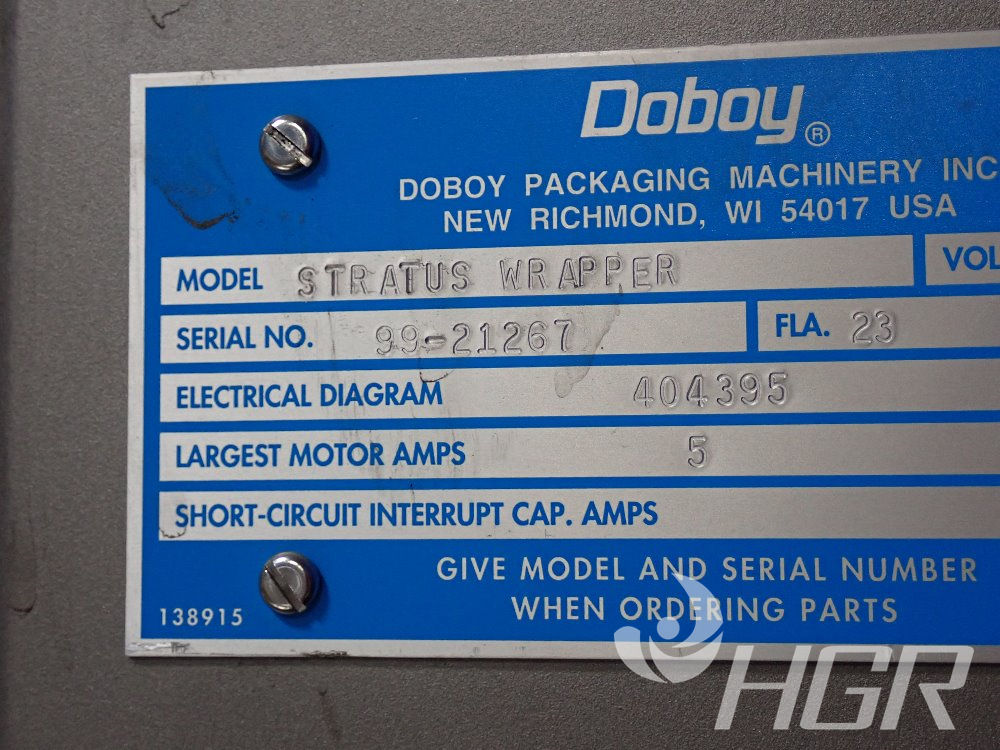 Doboy®
DOBOY PACKAGING MACHINERY INC
NEW RICHMOND, WI 54017 USA
MODEL STRATUS WRAPPER VOL
SERIAL NO. 99-21267 FLA. 23
ELECTRICAL DIAGRAM 404395
LARGEST MOTOR AMPS 5
SHORT-CIRCUIT INTERRUPT CAP. AMPS
GIVE MODEL AND SERIAL NUMBER
WHEN ORDERING PARTS
138915
HGR